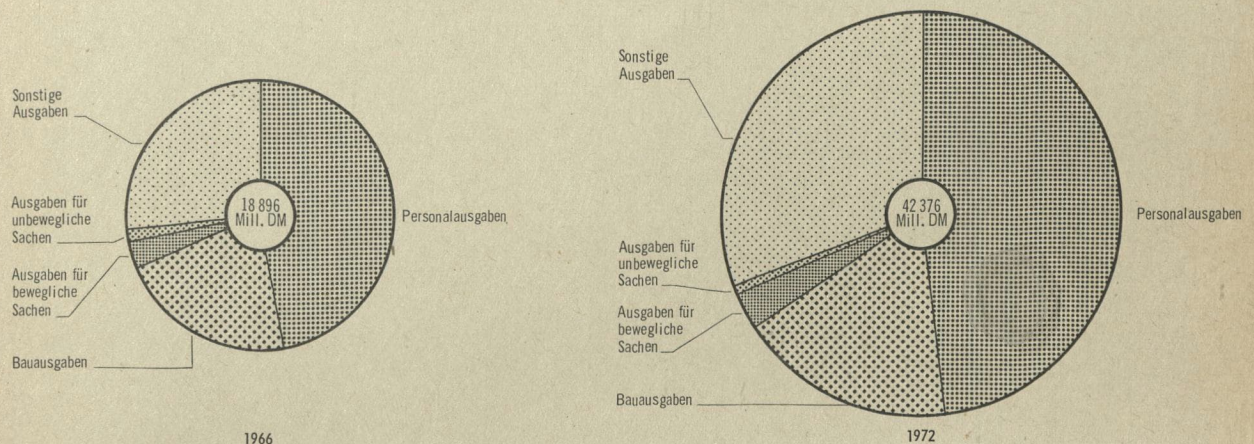 Sonstige
Ausgaben
Ausgaben für
unbewegliche
Sachen
Ausgaben für
bewegliche
Sachen
Bauausgaben
18 896
Mill. DM
Personalausgaben
1966
Sonstige
Ausgaben
Ausgaben für
unbewegliche
Sachen
Ausgaben für
bewegliche
Sachen
Bauausgaben
42 376
Mill. DM
Personalausgaben
1972